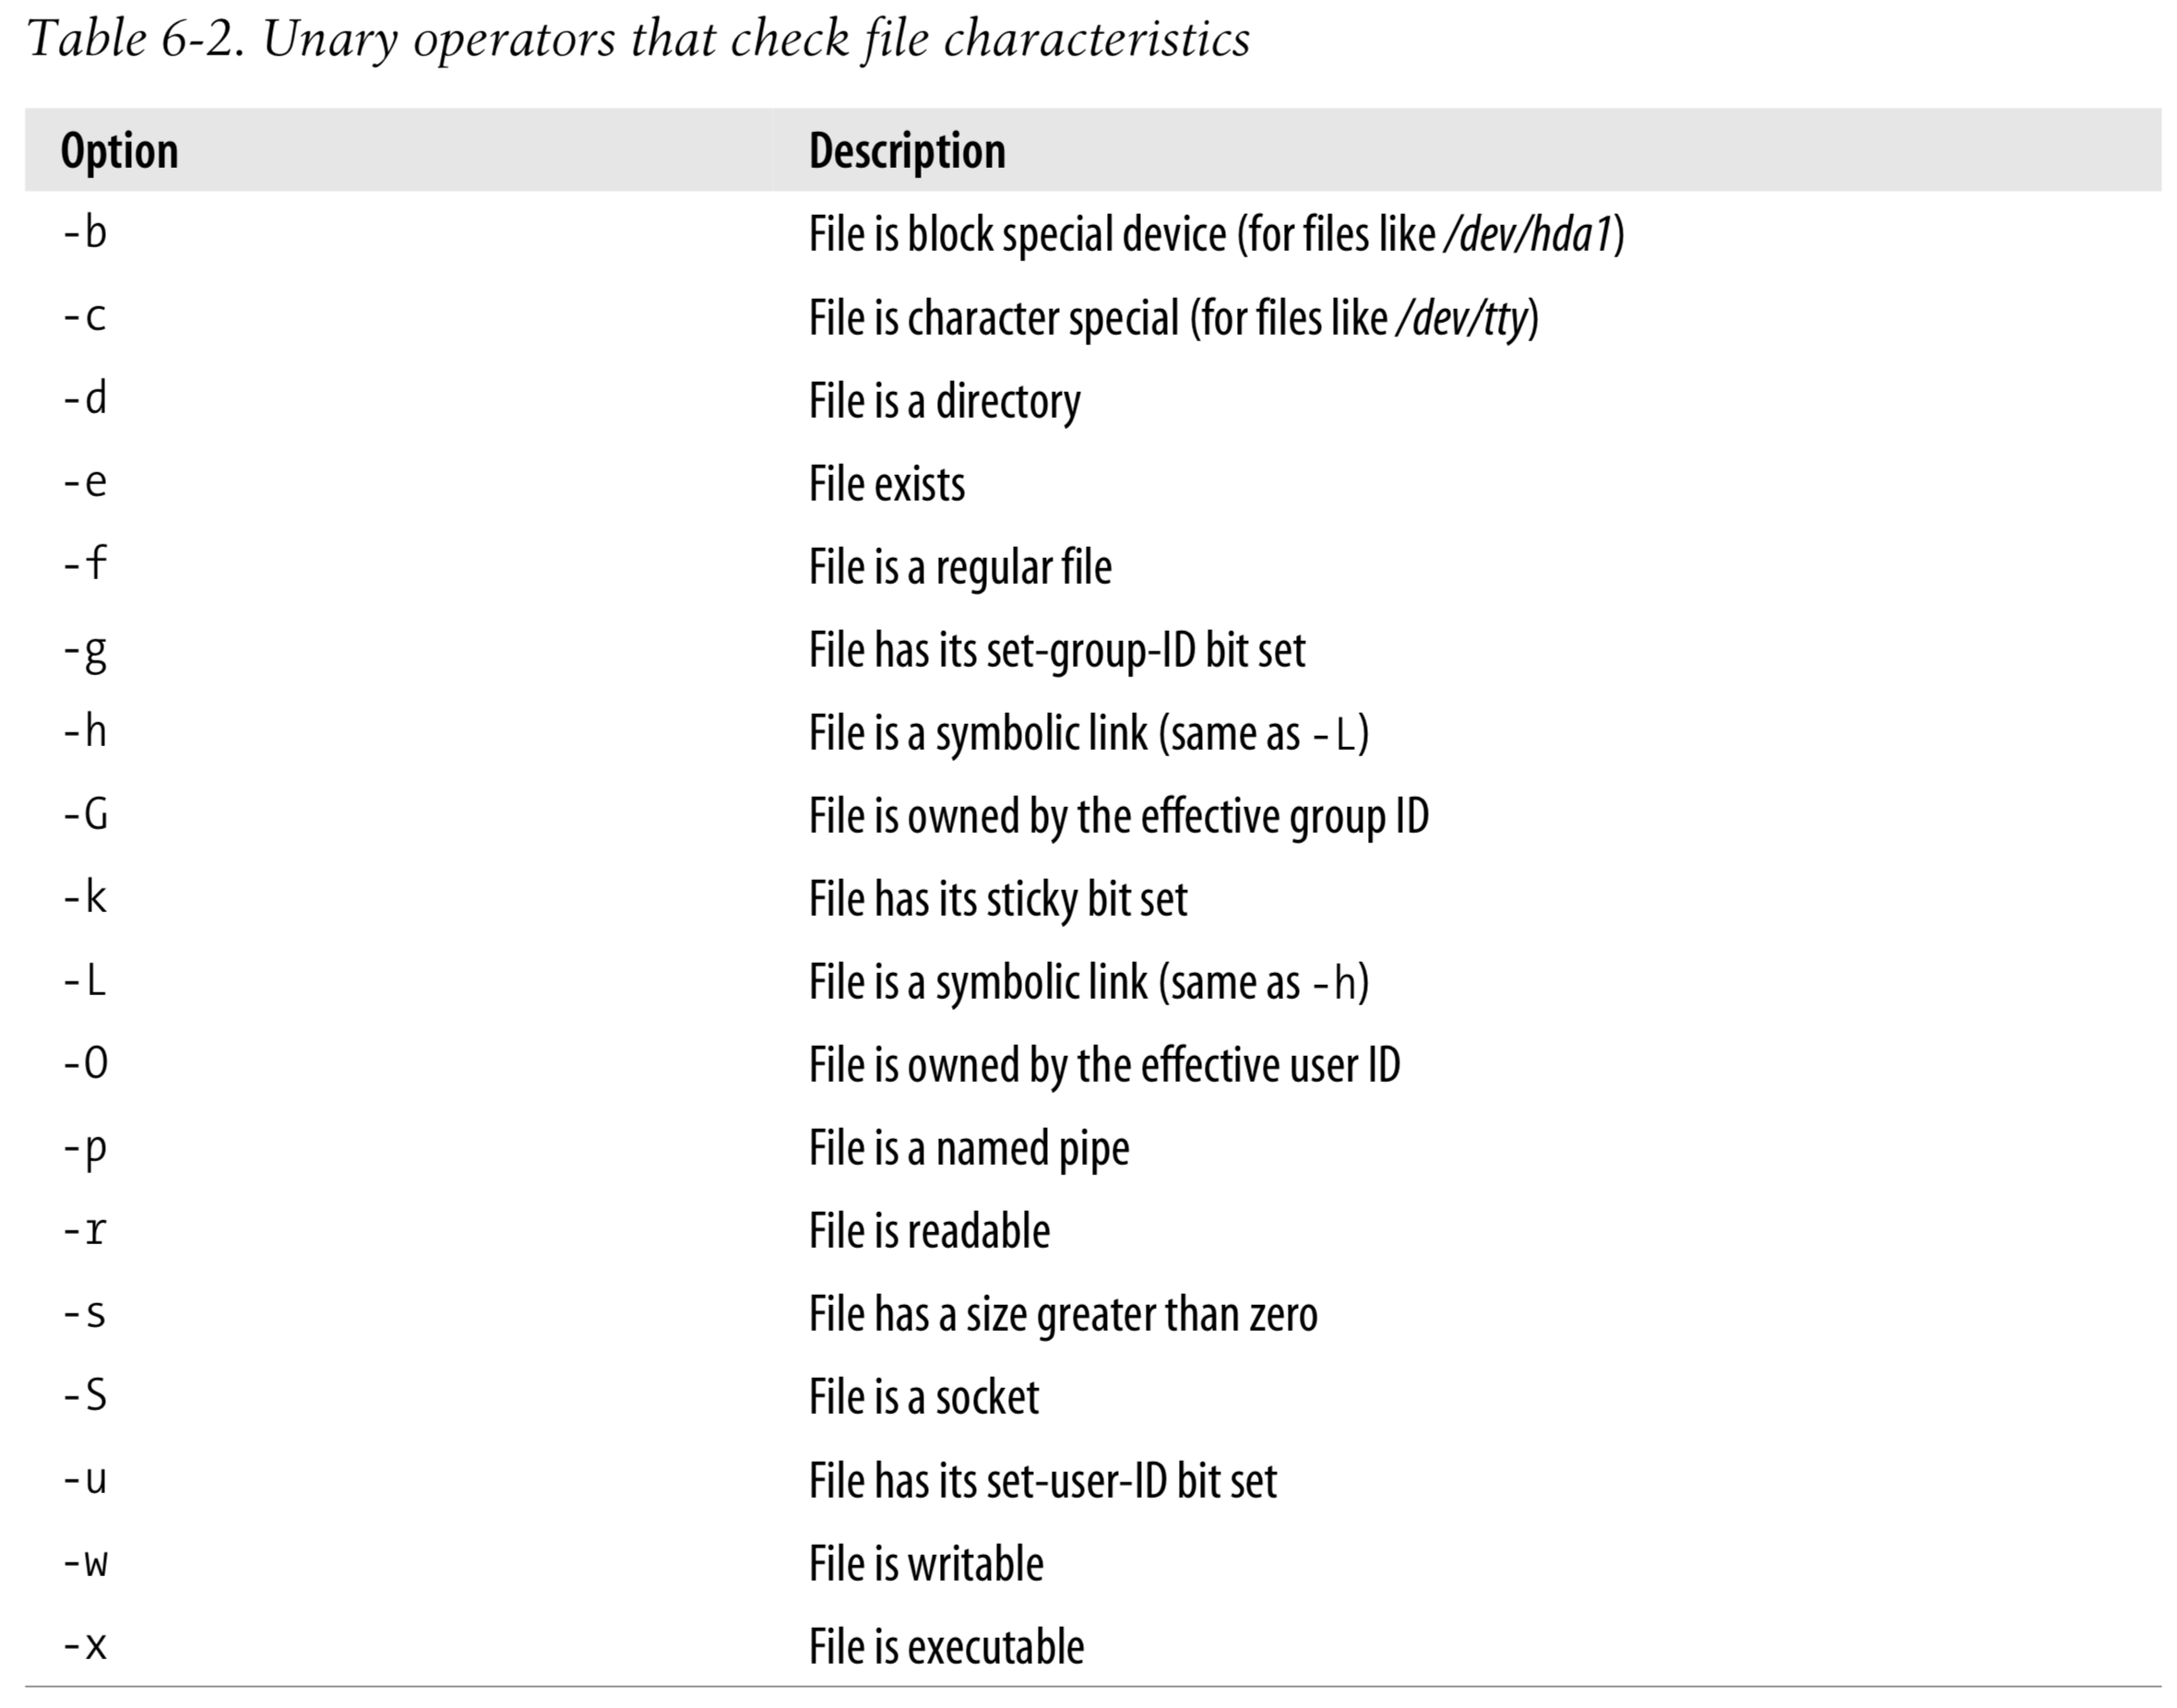 Table 6-2. Unary operators that check file characteristics
Option Description
-b File is block special device (for files like /dev/hda1)
-c File is character special (for files like /dev/tty)
-d File is a directory
-e File exists
-f File is a regular file
-g File has its set-group-ID bit set
-h File is a symbolic link (same as -L)
-G File is owned by the effective group ID
-k File has its sticky bit set
-L File is a symbolic link (same as -h)
-O File is owned by the effective user ID
-p File is a named pipe
-r File is readable
-s File has a size greater than zero
-S File is a socket
-u File has its set-user-ID bit set
-w File is writable
-x File is executable